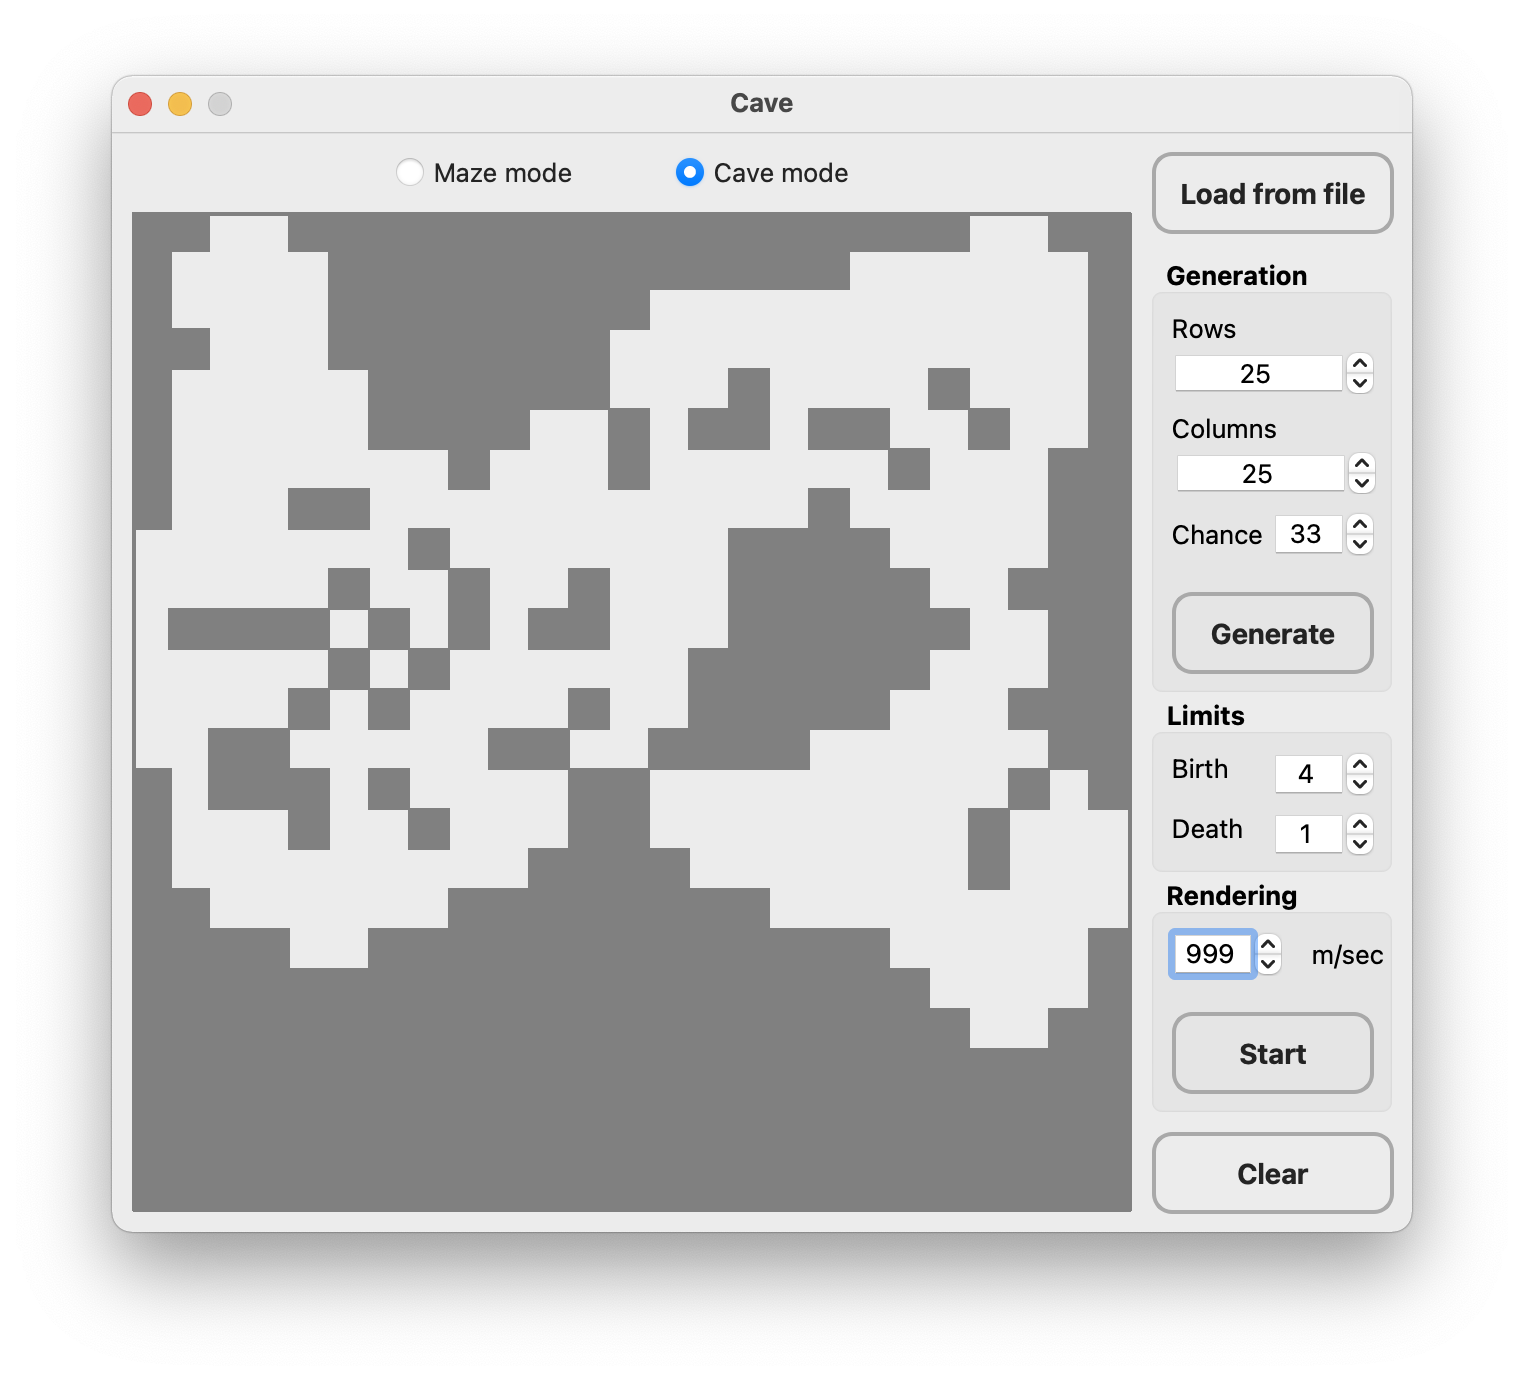 Cave
Maze mode
Cave mode
Load from file
Generation
Rows
25
Columns
25
Chance 33
Generate
Limits
Birth 4
Death 1
Rendering
999 m/sec
Start
Clear